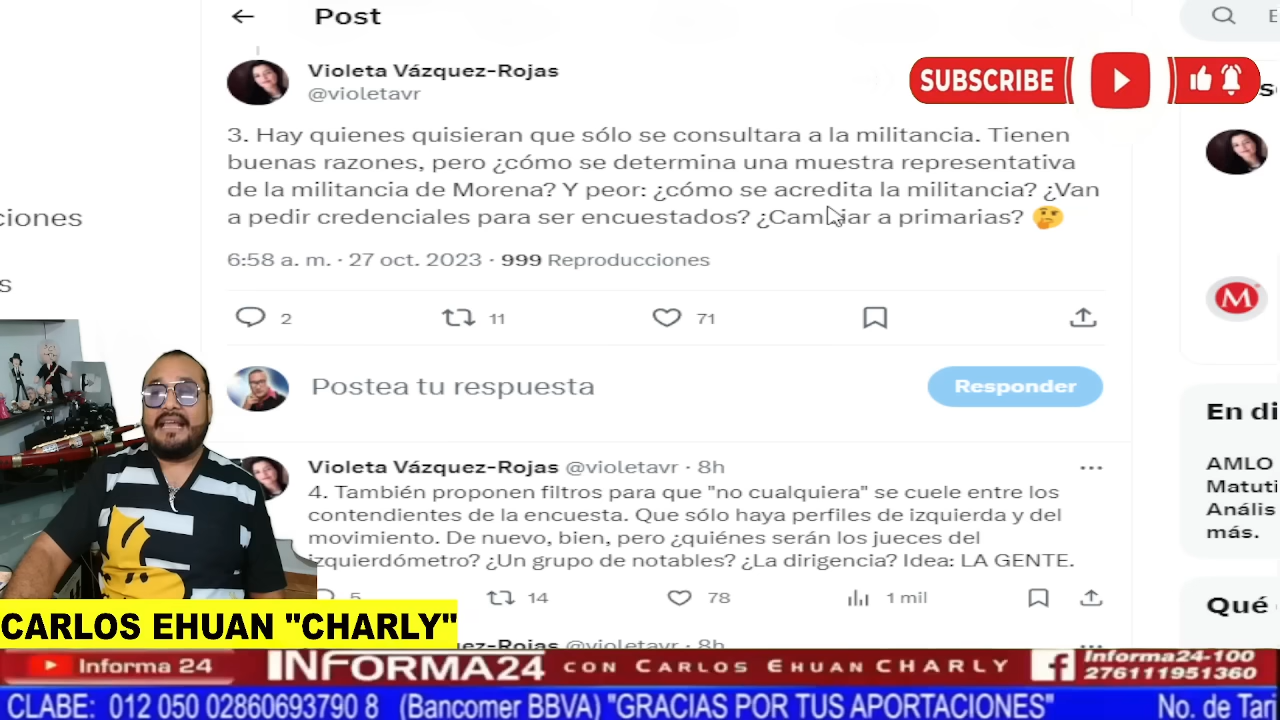 Post
Violeta Vázquez-Rojas
@violetavr
SUBSCRIBE
3. Hay quienes quisieran que sólo se consultara a la militancia. Tienen
buenas razones, pero ¿cómo se determina una muestra representativa
de la militancia de Morena? Y peor: ¿cómo se acredita la militancia? ¿Van
a pedir credenciales para ser encuestados? ¿Cambiar a primarias? 🤔
ciones
s
6:58 a. m. · 27 oct. 2023 · 999 Reproducciones
2 11 71
M
Postea tu respuesta
Responder
En di
AMLO
Matuti
Anális
más.
Violeta Vázquez-Rojas @violetavr · 8h
4. También proponen filtros para que "no cualquiera" se cuele entre los
contendientes de la encuesta. Que sólo haya perfiles de izquierda y del
movimiento. De nuevo, bien, pero ¿quiénes serán los jueces del
izquierdómetro? ¿Un grupo de notables? ¿La dirigencia? Idea: LA GENTE.
5 14 78 1 mil
Qué
CARLOS EHUAN "CHARLY"
ez-Rojas @violetavr · 8h
Informa 24
INFORMA24 CON CARLOS EHUAN CHARLY
Informa24-100
276111951360
CLABE: 012 050 02860693790 8 (Bancomer BBVA) "GRACIAS POR TUS APORTACIONES" No. de Tarj